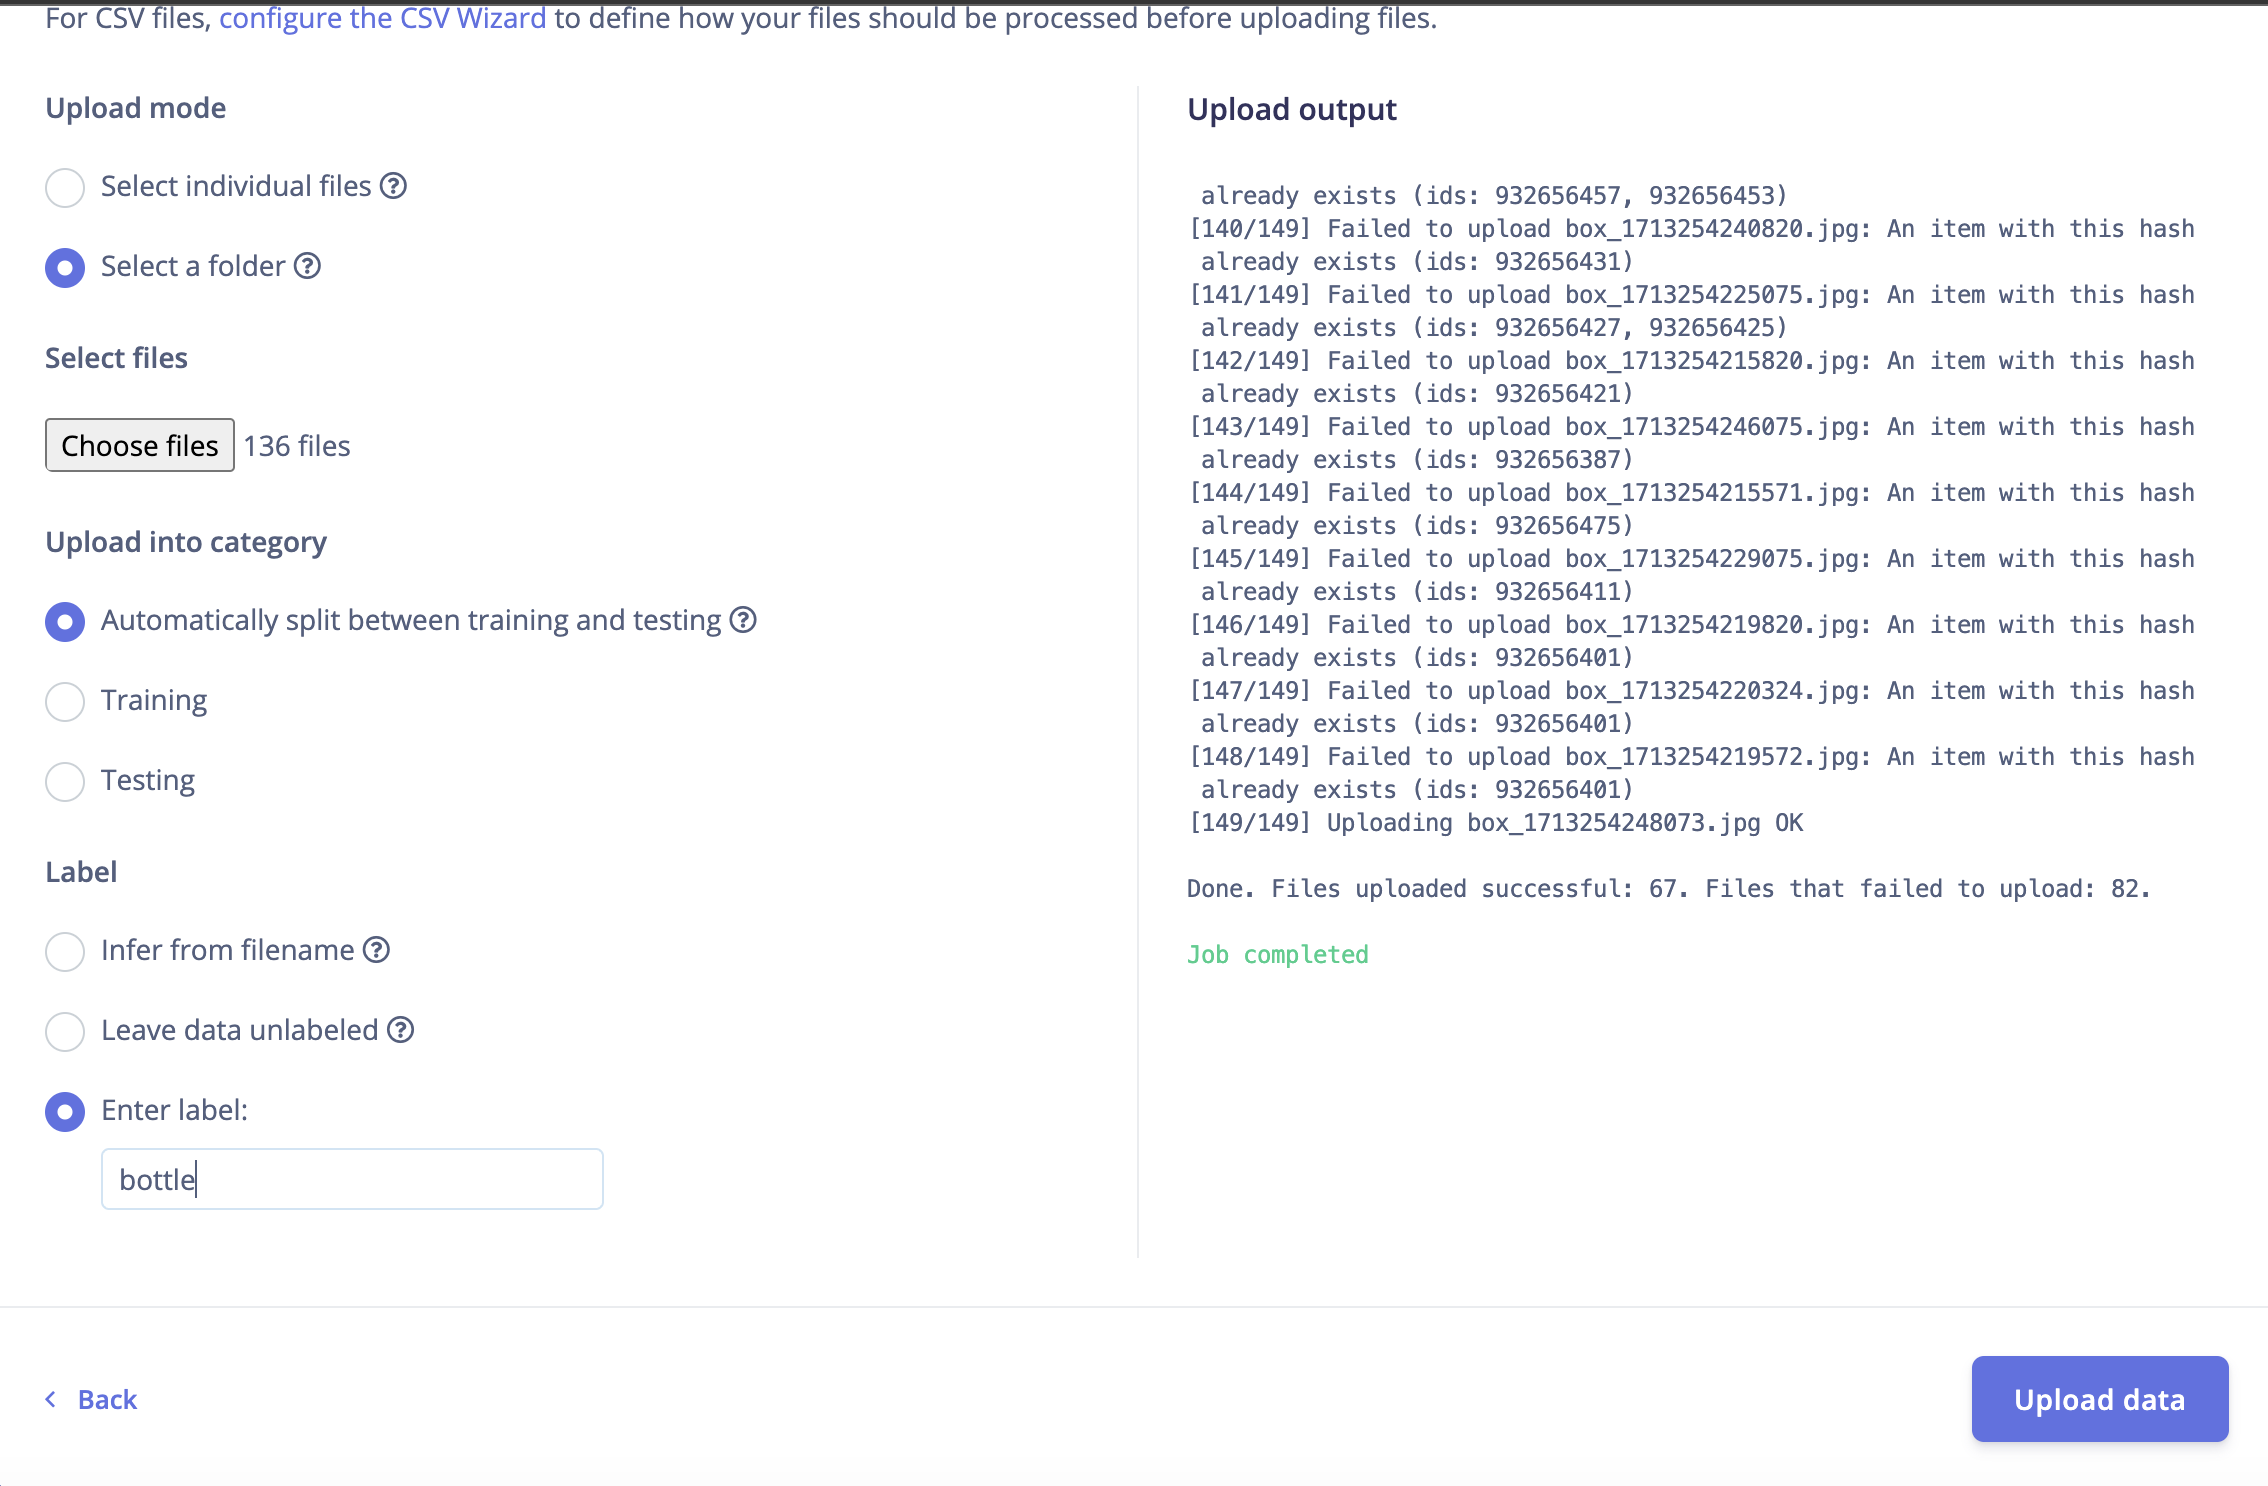 For CSV files, configure the CSV Wizard to define how your files should be processed before uploading files.
Upload mode
Select individual files ?
Select a folder ?
Select files
Choose files 136 files
Upload into category
Automatically split between training and testing ?
Training
Testing
Label
Infer from filename ?
Leave data unlabeled ?
Enter label:
bottle
Upload output
already exists (ids: 932656457, 932656453)
[140/149] Failed to upload box_1713254240820.jpg: An item with this hash
already exists (ids: 932656431)
[141/149] Failed to upload box_1713254225075.jpg: An item with this hash
already exists (ids: 932656427, 932656425)
[142/149] Failed to upload box_1713254215820.jpg: An item with this hash
already exists (ids: 932656421)
[143/149] Failed to upload box_1713254246075.jpg: An item with this hash
already exists (ids: 932656387)
[144/149] Failed to upload box_1713254215571.jpg: An item with this hash
already exists (ids: 932656475)
[145/149] Failed to upload box_1713254229075.jpg: An item with this hash
already exists (ids: 932656411)
[146/149] Failed to upload box_1713254219820.jpg: An item with this hash
already exists (ids: 932656401)
[147/149] Failed to upload box_1713254220324.jpg: An item with this hash
already exists (ids: 932656401)
[148/149] Failed to upload box_1713254219572.jpg: An item with this hash
already exists (ids: 932656401)
[149/149] Uploading box_1713254248073.jpg OK
Done. Files uploaded successful: 67. Files that failed to upload: 82.
Job completed
Back
Upload data